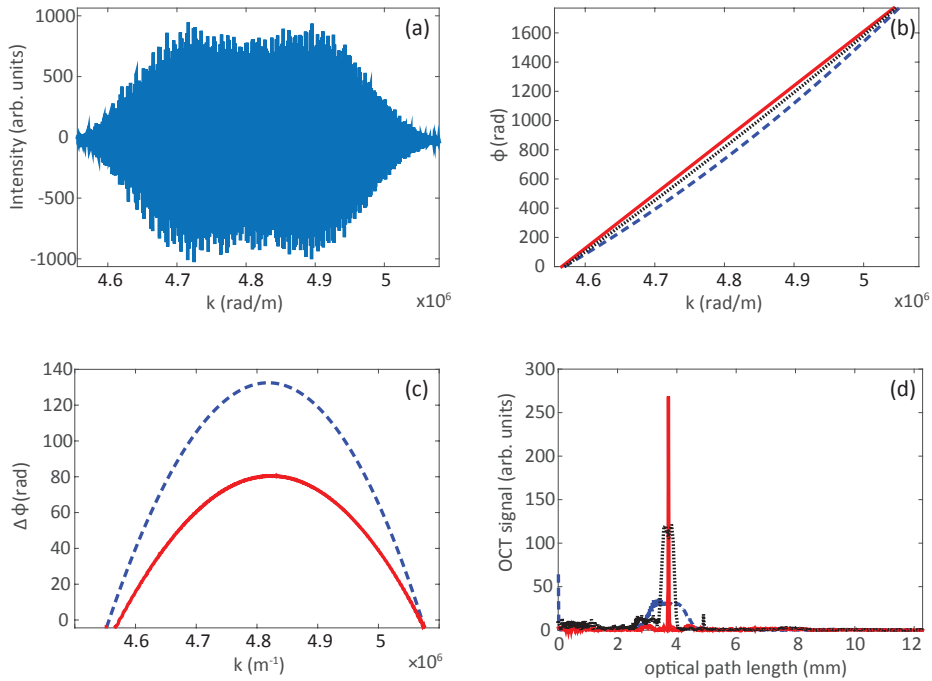 (a)
Intensity (arb. units)
1000
500
0
-500
-1000
4.6 4.7 4.8 4.9 5
k (rad/m)
x10⁶
(b)
ϕ (rad)
1600
1400
1200
1000
800
600
400
200
0
4.6 4.7 4.8 4.9 5
k (rad/m)
x10⁶
(c)
Δ ϕ (rad)
140
120
100
80
60
40
20
0
4.6 4.7 4.8 4.9 5
k (m⁻¹)
×10⁶
(d)
OCT signal (arb. units)
300
250
200
150
100
50
0
0 2 4 6 8 10 12
optical path length (mm)